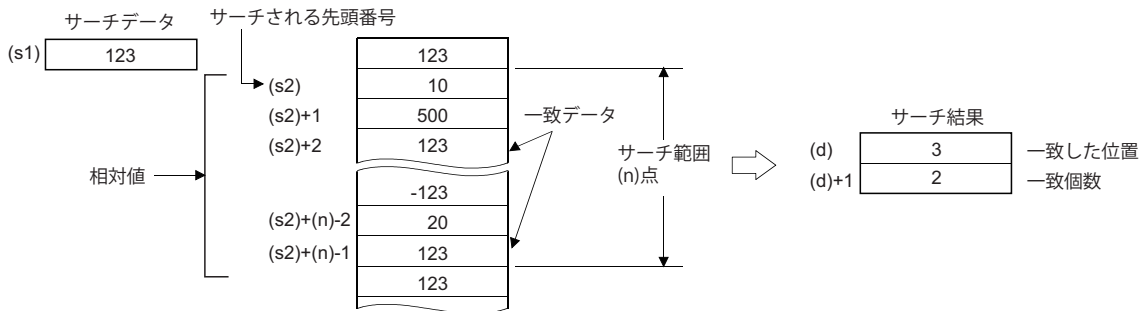 サーチデータ
(s1)
123
サーチされる先頭番号
相対値
(s2)
(s2)+1
(s2)+2
(s2)+(n)-2
(s2)+(n)-1
123
10
500
123
-123
20
123
123
一致データ
サーチ範囲
(n)点
サーチ結果
(d)
3
一致した位置
(d)+1
2
一致個数